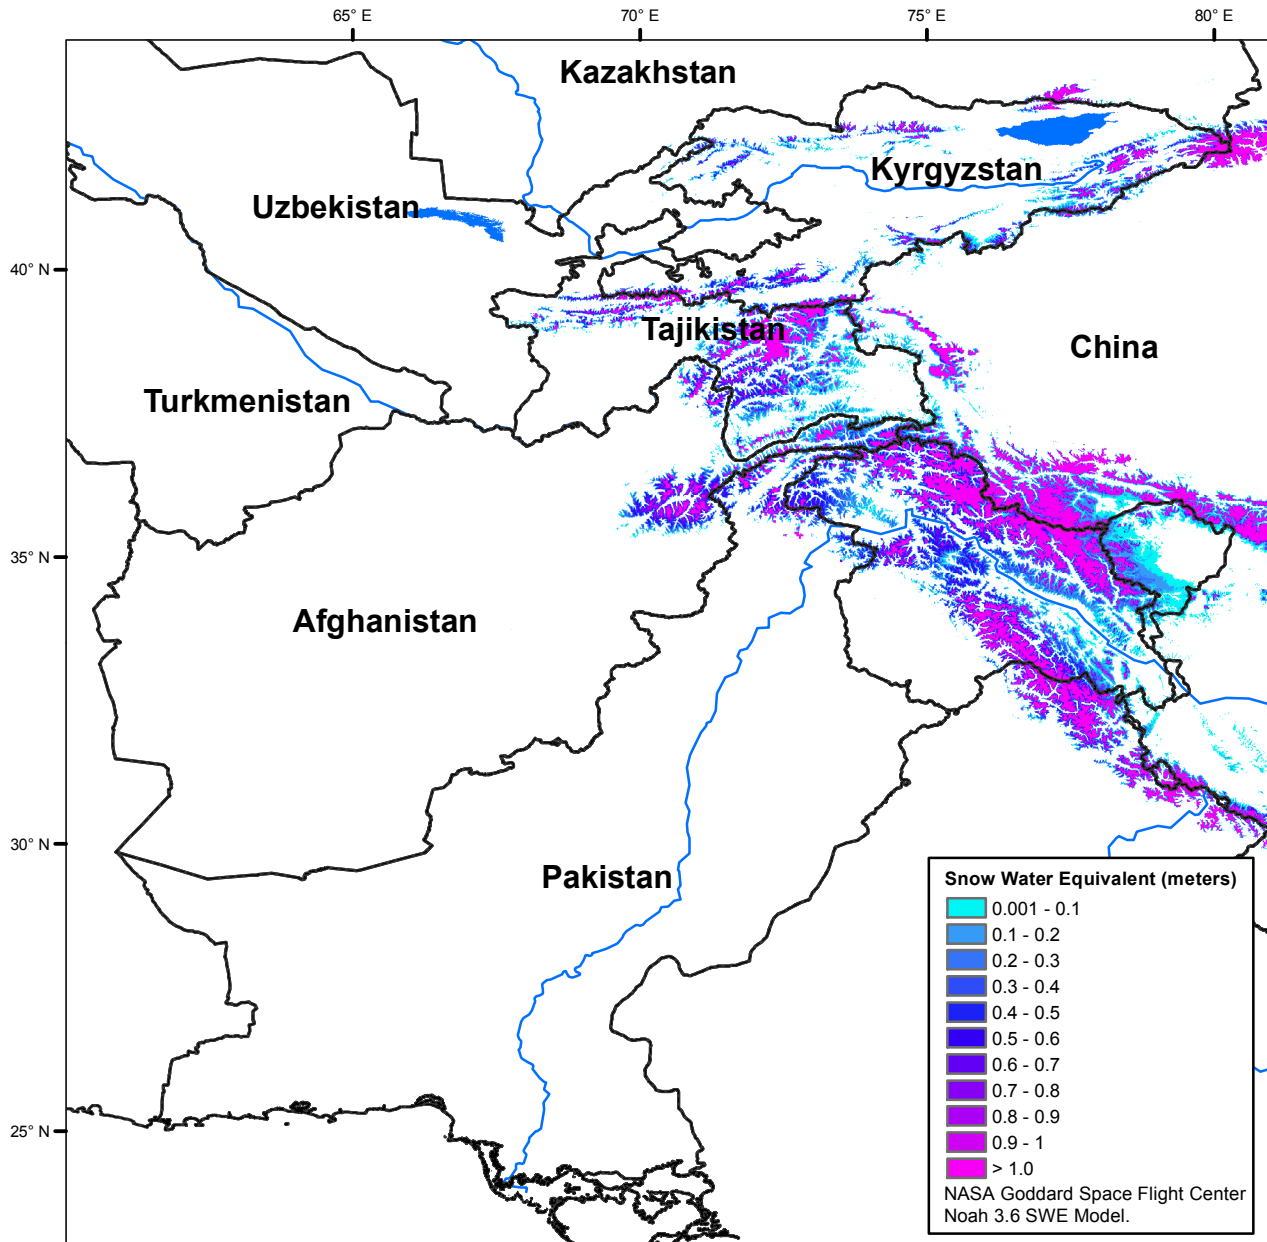 65° E
70° E
75° E
80° E
Kazakhstan
Kyrgyzstan
Uzbekistan
40° N
Tajikistan
China
Turkmenistan
35° N
Afghanistan
30° N
Pakistan
25° N
Snow Water Equivalent (meters)
0.001 - 0.1
0.1 - 0.2
0.2 - 0.3
0.3 - 0.4
0.4 - 0.5
0.5 - 0.6
0.6 - 0.7
0.7 - 0.8
0.8 - 0.9
0.9 - 1
> 1.0
NASA Goddard Space Flight Center
Noah 3.6 SWE Model.